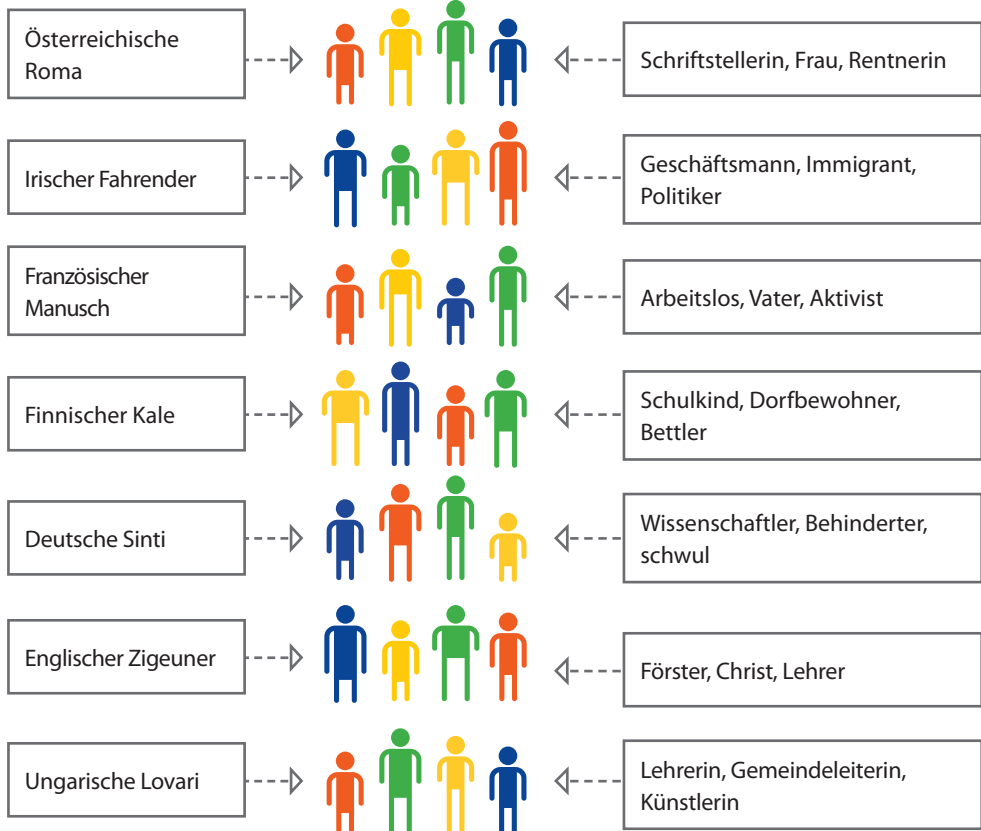 Österreichische
Roma
Schriftstellerin, Frau, Rentnerin
Irischer Fahrender
Geschäftsmann, Immigrant,
Politiker
Französischer
Manusch
Arbeitslos, Vater, Aktivist
Finnischer Kale
Schulkind, Dorfbewohner,
Bettler
Deutsche Sinti
Wissenschaftler, Behinderter,
schwul
Englischer Zigeuner
Förster, Christ, Lehrer
Ungarische Lovari
Lehrerin, Gemeindeleiterin,
Künstlerin